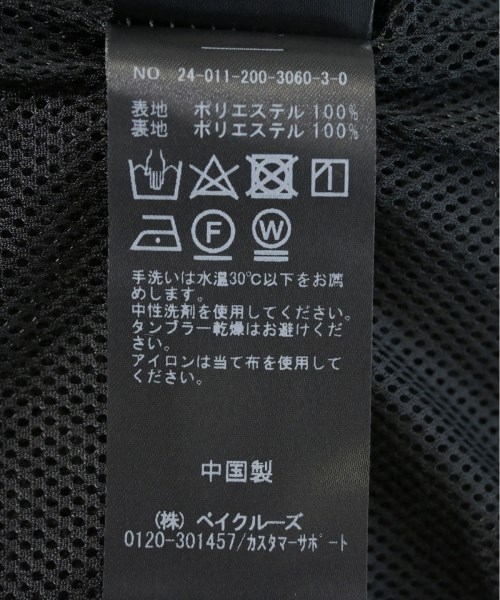 NO 24-011-200-3060-3-0
表地 ポリエステル 100%
裏地 ポリエステル 100%
F W
手洗いは水温30℃以下をお薦
めします。
中性洗剤を使用してください。
タンブラー乾燥はお避けくだ
さい。
アイロンは当て布を使用して
ください。
中国製
(株) ベイクルーズ
0120-301457/カスタマーサポート